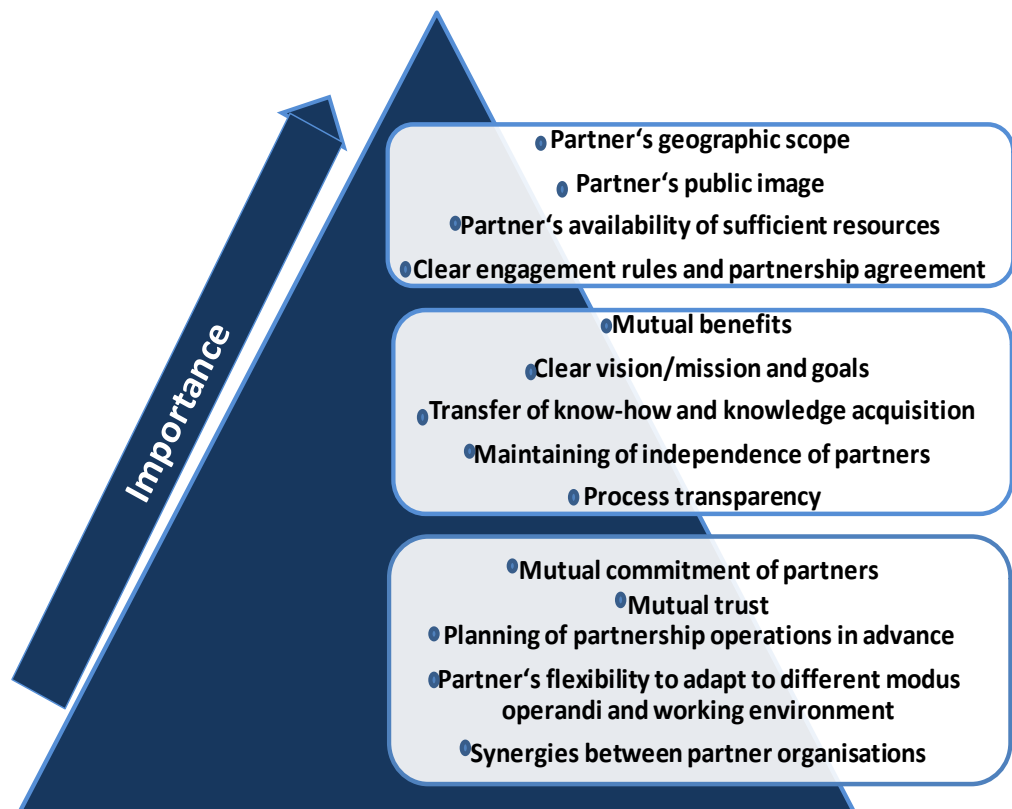 Importance
Partner‘s geographic scope
Partner‘s public image
Partner‘s availability of sufficient resources
Clear engagement rules and partnership agreement
Mutual benefits
Clear vision/mission and goals
Transfer of know-how and knowledge acquisition
Maintaining of independence of partners
Process transparency
Mutual commitment of partners
Mutual trust
Planning of partnership operations in advance
Partner‘s flexibility to adapt to different modus
operandi and working environment
Synergies between partner organisations